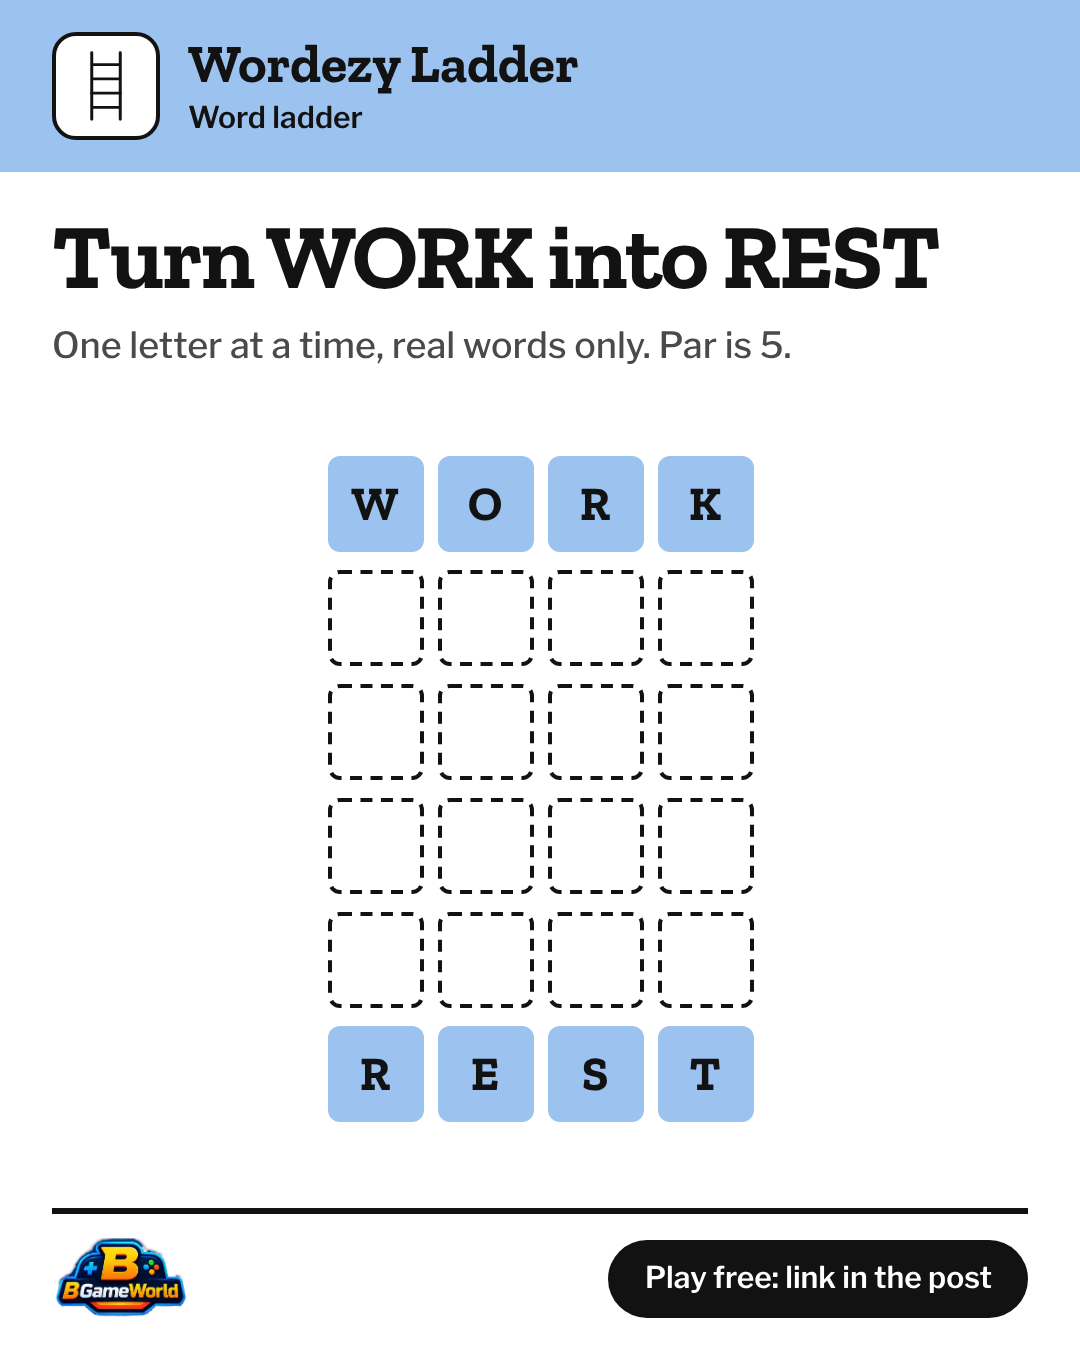 Wordezy Ladder
Word ladder
Turn WORK into REST
One letter at a time, real words only. Par is 5.
W O R K
R E S T
B
BGameWorld
Play free: link in the post